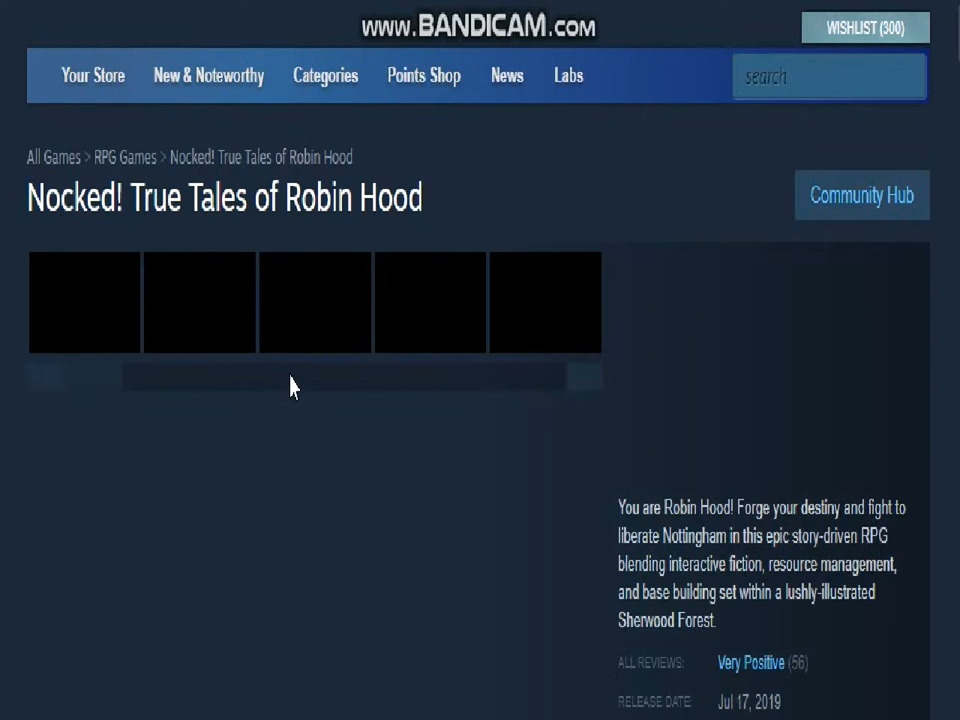 www.BANDICAM.com
WISHLIST (300)
Your Store New & Noteworthy Categories Points Shop News Labs search
All Games > RPG Games > Nocked! True Tales of Robin Hood
Nocked! True Tales of Robin Hood
Community Hub
You are Robin Hood! Forge your destiny and fight to
liberate Nottingham in this epic story-driven RPG
blending interactive fiction, resource management,
and base building set within a lushly-illustrated
Sherwood Forest.
ALL REVIEWS: Very Positive (56)
RELEASE DATE: Jul 17, 2019